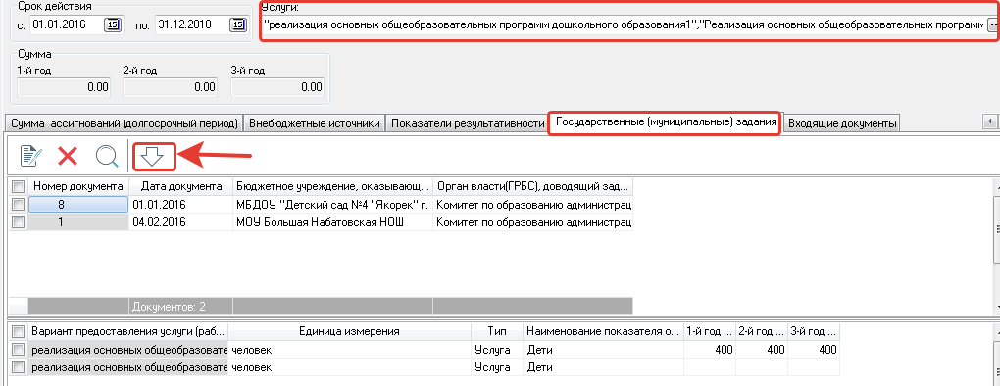 Срок действия
с: 01.01.2016 15 по: 31.12.2018 15
Услуги:
"реализация основных общеобразовательных программ дошкольного образования1","Реализация основных общеобразовательных программ
Сумма
1-й год 2-й год 3-й год
0.00 0.00 0.00
Сумма ассигнований (долгосрочный период) Внебюджетные источники Показатели результативности Государственные (муниципальные) задания Входящие документы
Номер документа Дата документа Бюджетное учреждение, оказывающ... Орган власти(ГРБС), доводящий зад...
8 01.01.2016 МБДОУ "Детский сад №4 "Якорек" г. Комитет по образованию администрац
1 04.02.2016 МОУ Большая Набатовская НОШ Комитет по образованию администрац
Документов: 2
Вариант предоставления услуги (раб... Единица измерения Тип Наименование показателя о... 1-й год ... 2-й год ... 3-й год ...
реализация основных общеобразовате человек Услуга Дети 400 400 400
реализация основных общеобразовате человек Услуга Дети